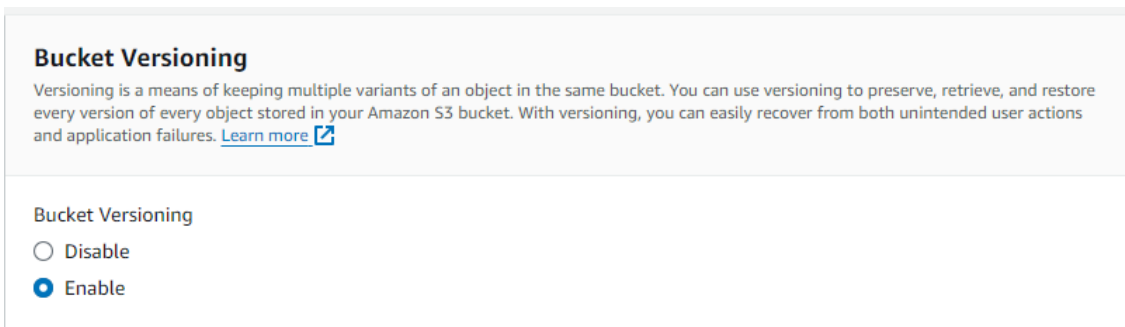 Bucket Versioning
Versioning is a means of keeping multiple variants of an object in the same bucket. You can use versioning to preserve, retrieve, and restore
every version of every object stored in your Amazon S3 bucket. With versioning, you can easily recover from both unintended user actions
and application failures. Learn more
Bucket Versioning
Disable
Enable